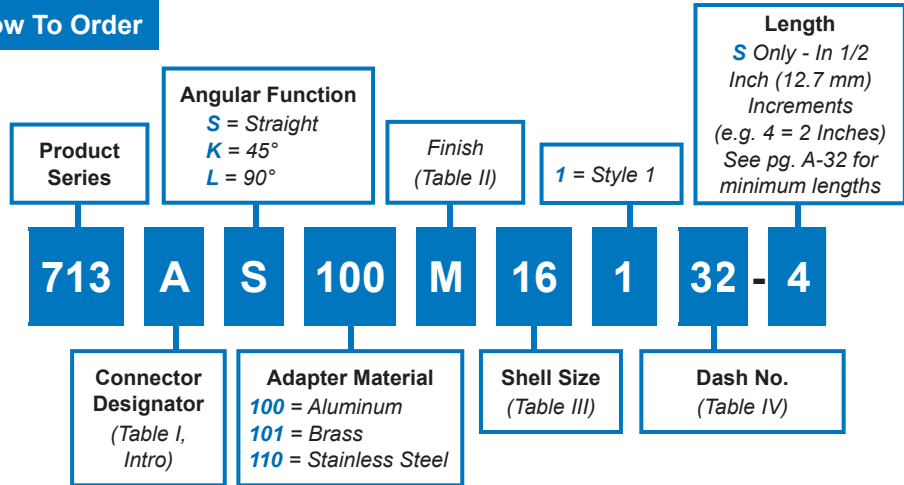 ow To Order
Length
S Only - In 1/2
Inch (12.7 mm)
Increments
(e.g. 4 = 2 Inches)
See pg. A-32 for
minimum lengths
Angular Function
S = Straight
K = 45°
L = 90°
Product
Series
Finish
(Table II)
1 = Style 1
713 A S 100 M 16 1 32 - 4
Connector
Designator
(Table I,
Intro)
Adapter Material
100 = Aluminum
101 = Brass
110 = Stainless Steel
Shell Size
(Table III)
Dash No.
(Table IV)